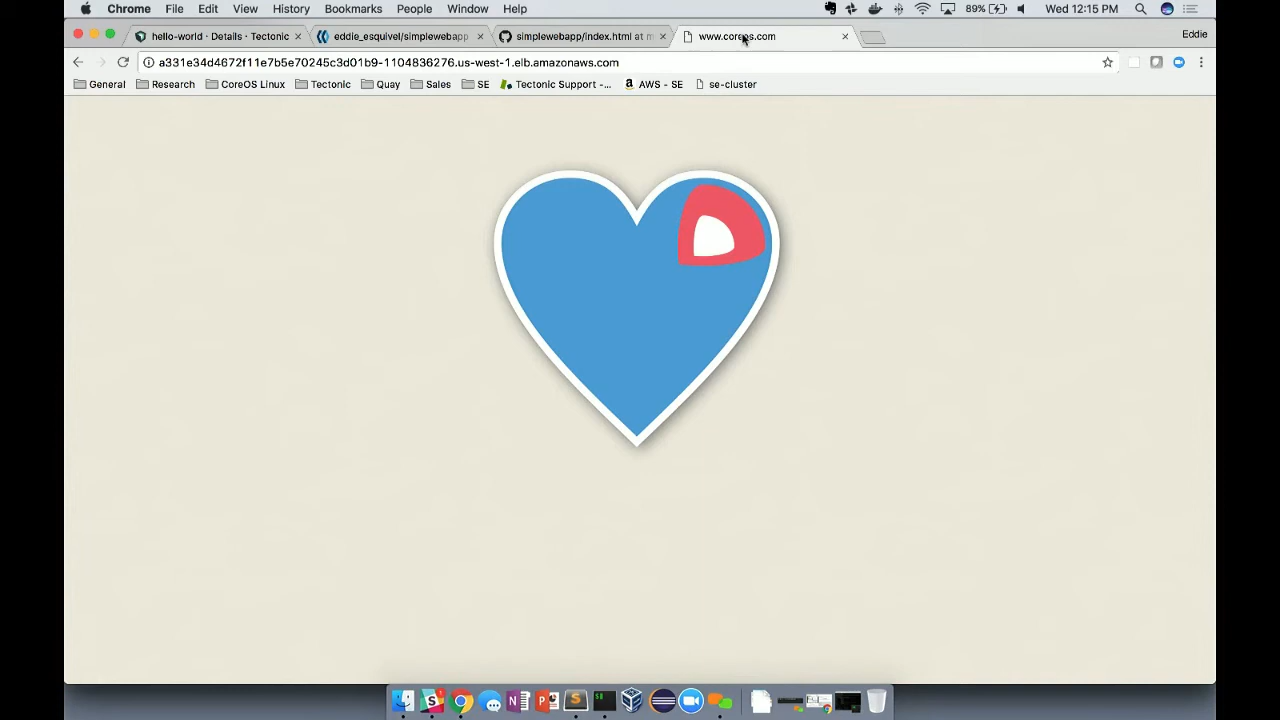 Chrome File Edit View History Bookmarks People Window Help 89% Wed 12:15 PM
hello-world · Details · Tectonic eddie_esquivel/simplewebapp simplewebapp/index.html at m www.coreos.com Eddie
a331e34d4672f11e7b5e70245c3d01b9-1104836276.us-west-1.elb.amazonaws.com
General Research CoreOS Linux Tectonic Quay Sales SE Tectonic Support -... AWS - SE se-cluster